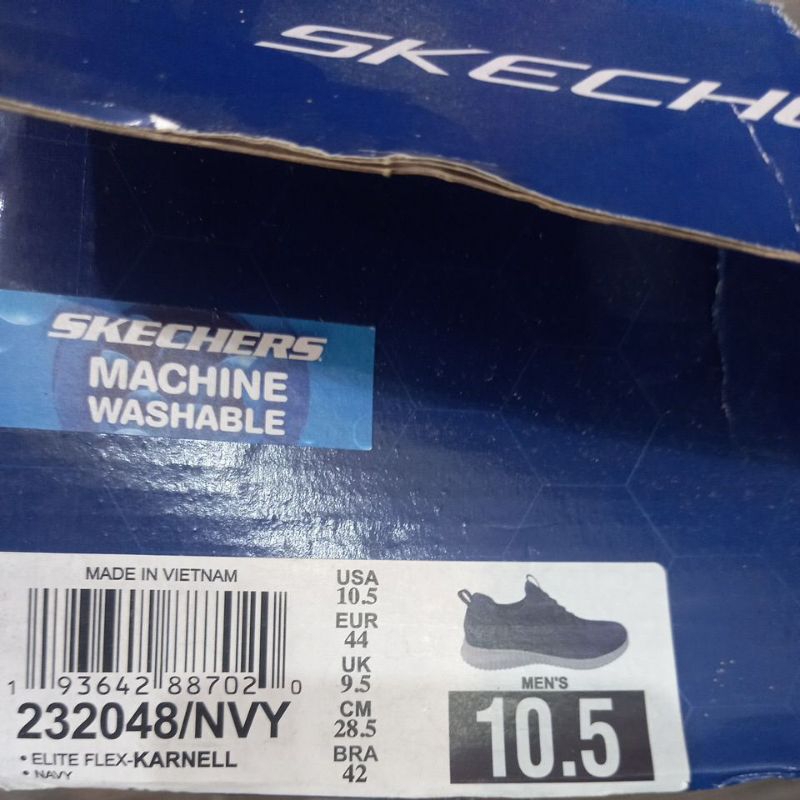 SKECHE
SKECHERS
MACHINE
WASHABLE
MADE IN VIETNAM
1 93642 88702 0
232048/NVY
• ELITE FLEX-KARNELL
• NAVY
USA
10.5
EUR
44
UK
9.5
CM
28.5
BRA
42
MEN'S
10.5